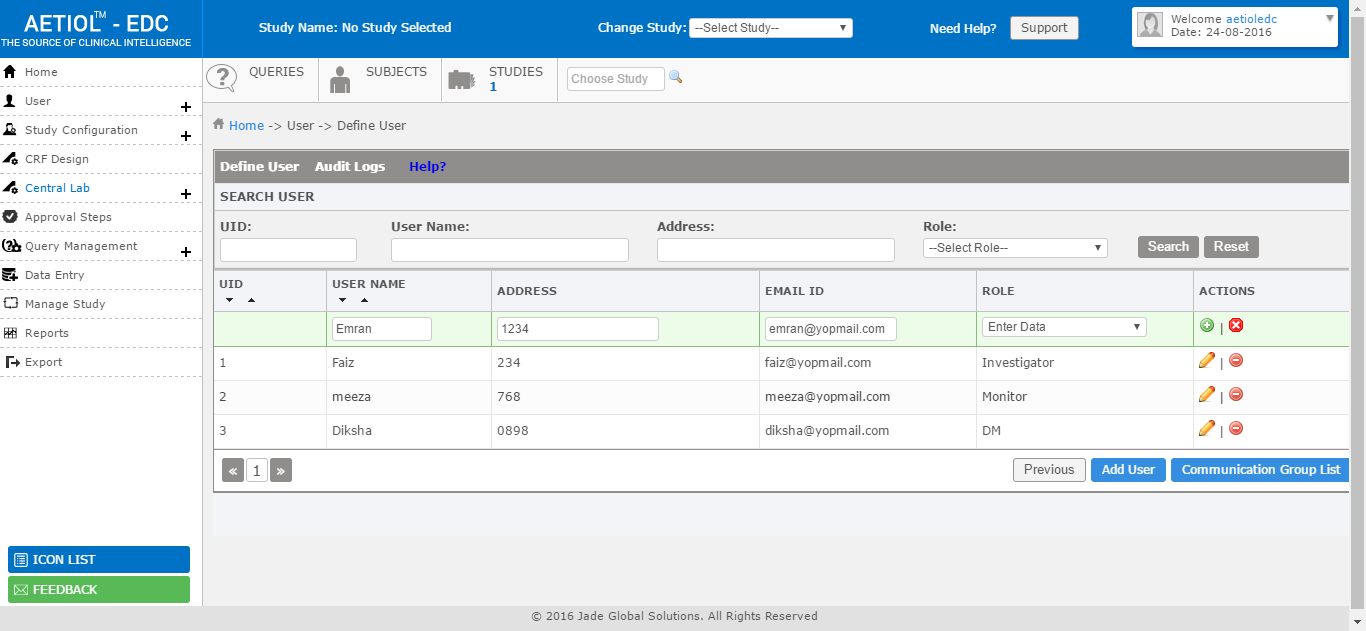 AETIOL™ - EDC
THE SOURCE OF CLINICAL INTELLIGENCE
Study Name: No Study Selected
Change Study: --Select Study--
Need Help? Support
Welcome aetioledc
Date: 24-08-2016
Home
User
Study Configuration
CRF Design
Central Lab
Approval Steps
Query Management
Data Entry
Manage Study
Reports
Export
ICON LIST
FEEDBACK
QUERIES
SUBJECTS
STUDIES
1
Choose Study
Home -> User -> Define User
Define User Audit Logs Help?
SEARCH USER
UID: User Name: Address: Role:
--Select Role-- Search Reset
UID USER NAME ADDRESS EMAIL ID ROLE ACTIONS
Emran 1234 emran@yopmail.com Enter Data |
1 Faiz 234 faiz@yopmail.com Investigator |
2 meeza 768 meeza@yopmail.com Monitor |
3 Diksha 0898 diksha@yopmail.com DM |
« 1 » Previous Add User Communication Group List
© 2016 Jade Global Solutions. All Rights Reserved